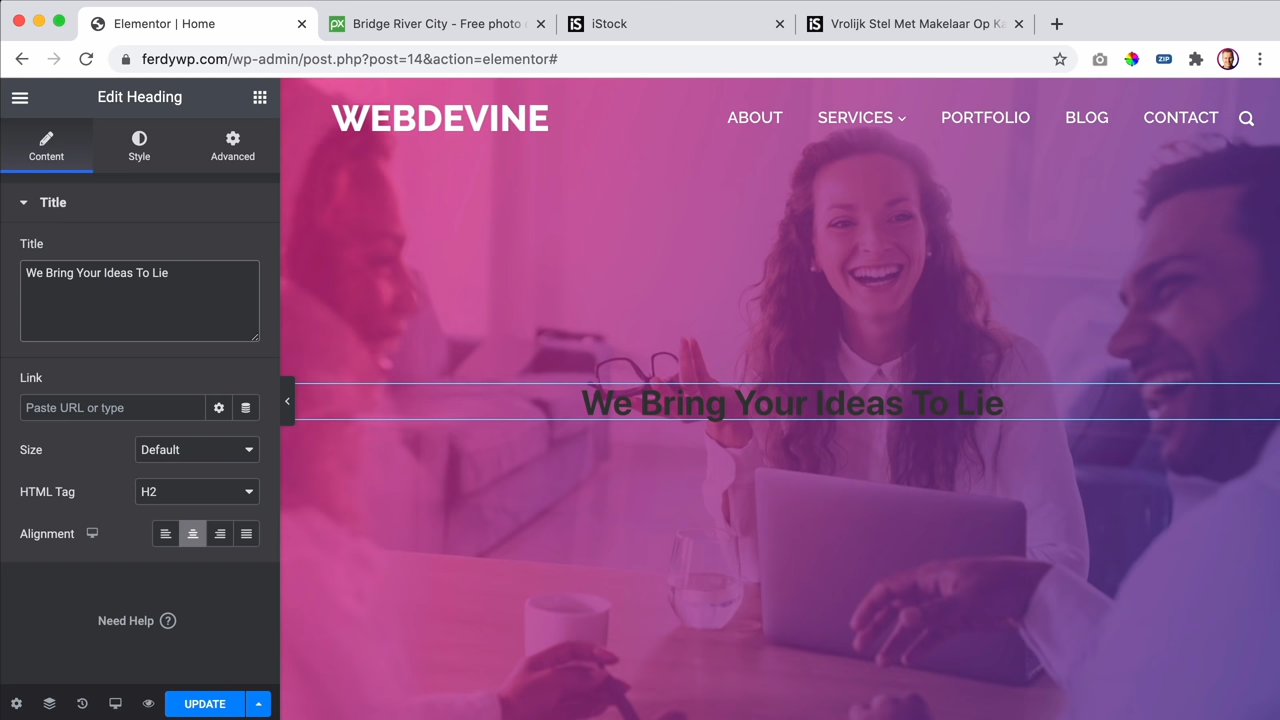 Elementor | Home
Bridge River City - Free photo
iStock
Vrolijk Stel Met Makelaar Op
ferdywp.com/wp-admin/post.php?post=14&action=elementor#
ZIP
Edit Heading
WEBDEVINE
ABOUT
SERVICES
PORTFOLIO
BLOG
CONTACT
Content
Style
Advanced
Title
Title
We Bring Your Ideas To Lie
Link
Paste URL or type
We Bring Your Ideas To Lie
Size
Default
HTML Tag
H2
Alignment
Need Help ?
UPDATE